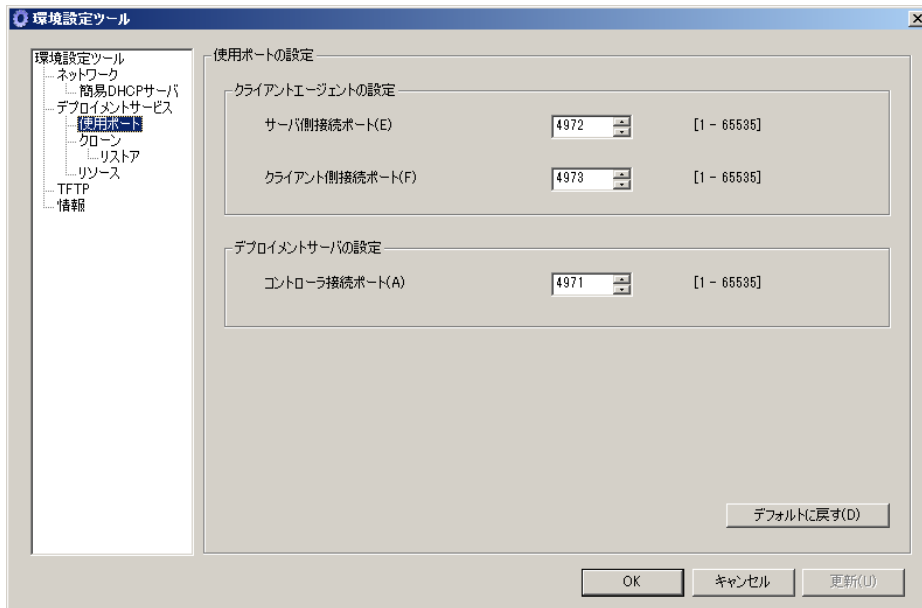 環境設定ツール
環境設定ツール
ネットワーク
簡易DHCPサーバ
デプロイメントサービス
使用ポート
クローン
リストア
リソース
TFTP
情報
使用ポートの設定
クライアントエージェントの設定
サーバ側接続ポート(E) 4972 [1 - 65535]
クライアント側接続ポート(F) 4973 [1 - 65535]
デプロイメントサーバの設定
コントローラ接続ポート(A) 4971 [1 - 65535]
デフォルトに戻す(D)
OK キャンセル 更新(U)